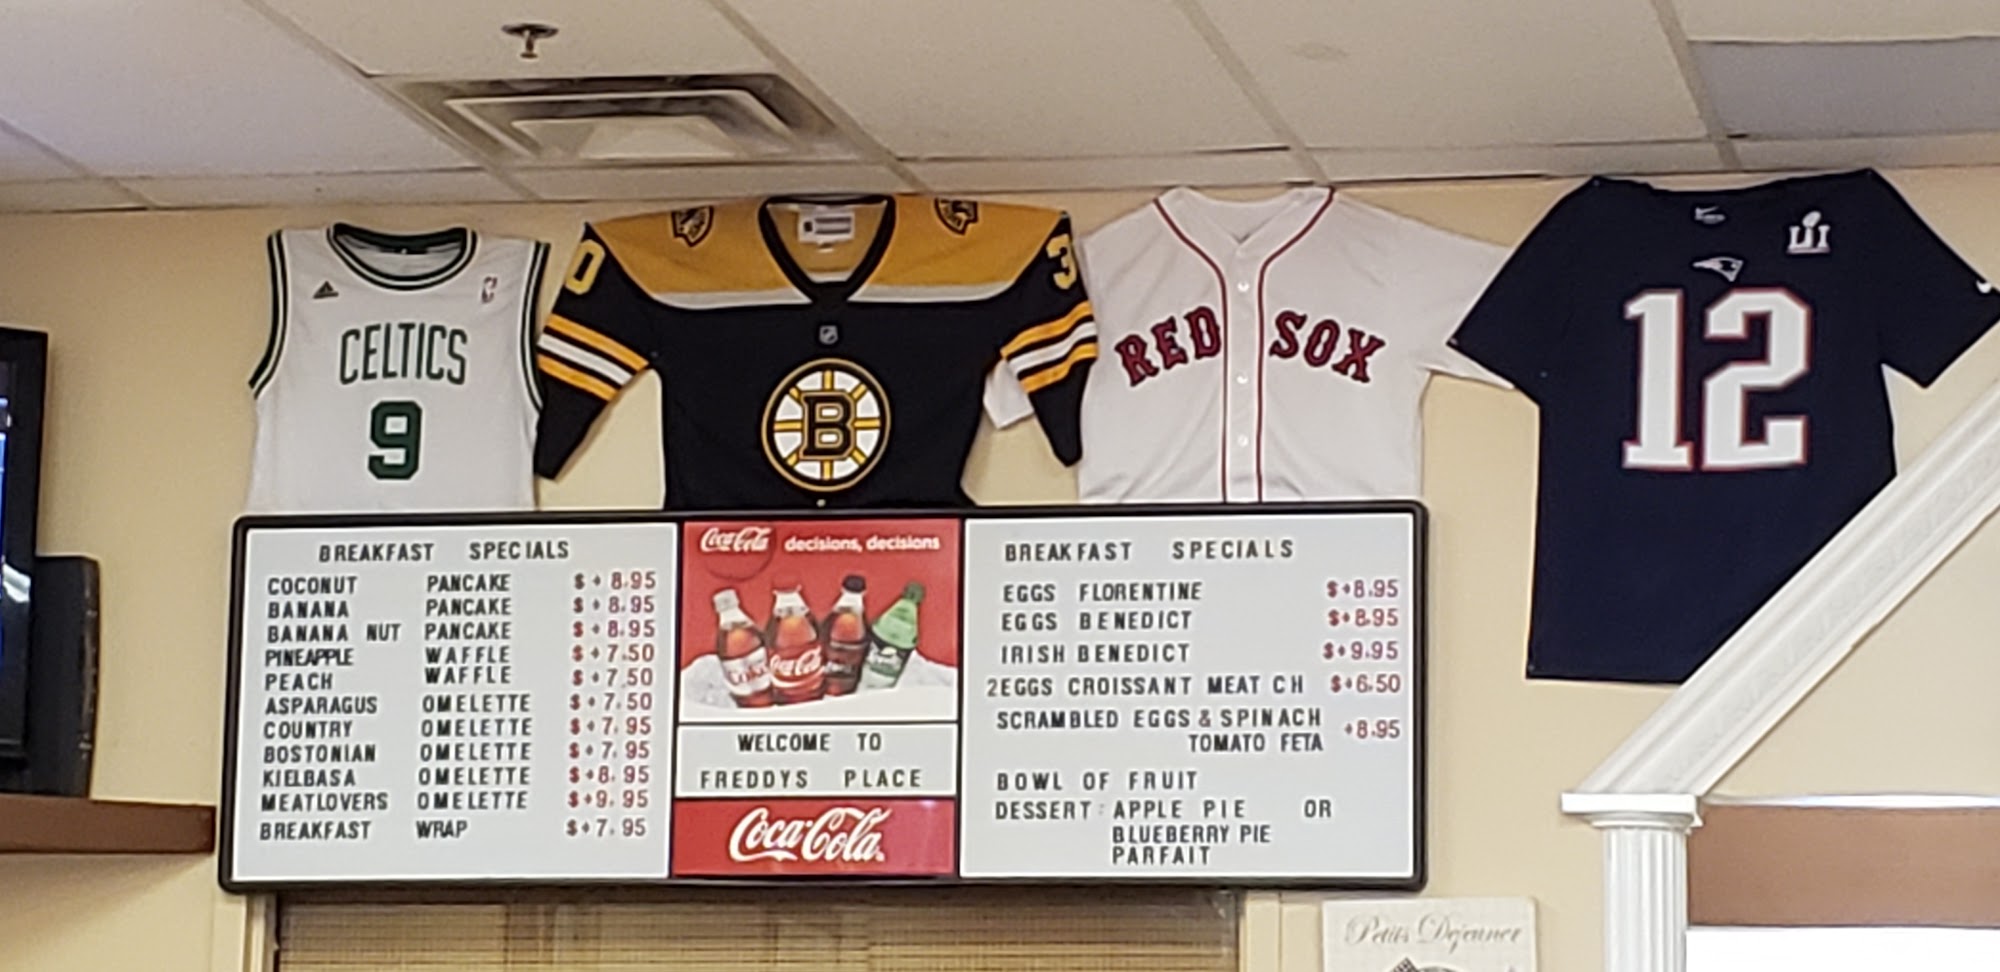 CELTICS
9
0
3
B
RED SOX
LI
12
BREAKFAST SPECIALS
COCONUT PANCAKE $+8.95
BANANA PANCAKE $+8.95
BANANA NUT PANCAKE $+8.95
PINEAPPLE WAFFLE $+7.50
PEACH WAFFLE $+7.50
ASPARAGUS OMELETTE $+7.50
COUNTRY OMELETTE $+7.95
BOSTONIAN OMELETTE $+7.95
KIELBASA OMELETTE $+8.95
MEATLOVERS OMELETTE $+9.95
BREAKFAST WRAP $+7.95
Coca-Cola decisions, decisions
Coca-Cola
WELCOME TO
FREDDYS PLACE
Coca-Cola
BREAKFAST SPECIALS
EGGS FLORENTINE $+8.95
EGGS BENEDICT $+8.95
IRISH BENEDICT $+9.95
2EGGS CROISSANT MEAT CH $+6.50
SCRAMBLED EGGS & SPINACH +8.95
TOMATO FETA
BOWL OF FRUIT
DESSERT: APPLE PIE OR
BLUEBERRY PIE
PARFAIT
Petits Dejeuner